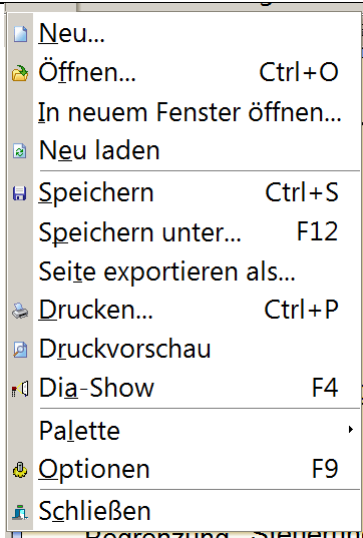 Neu...
Öffnen... Ctrl+O
In neuem Fenster öffnen...
Neu laden
Speichern Ctrl+S
Speichern unter... F12
Seite exportieren als...
Drucken... Ctrl+P
Druckvorschau
Dia-Show F4
Palette
Optionen F9
Schließen